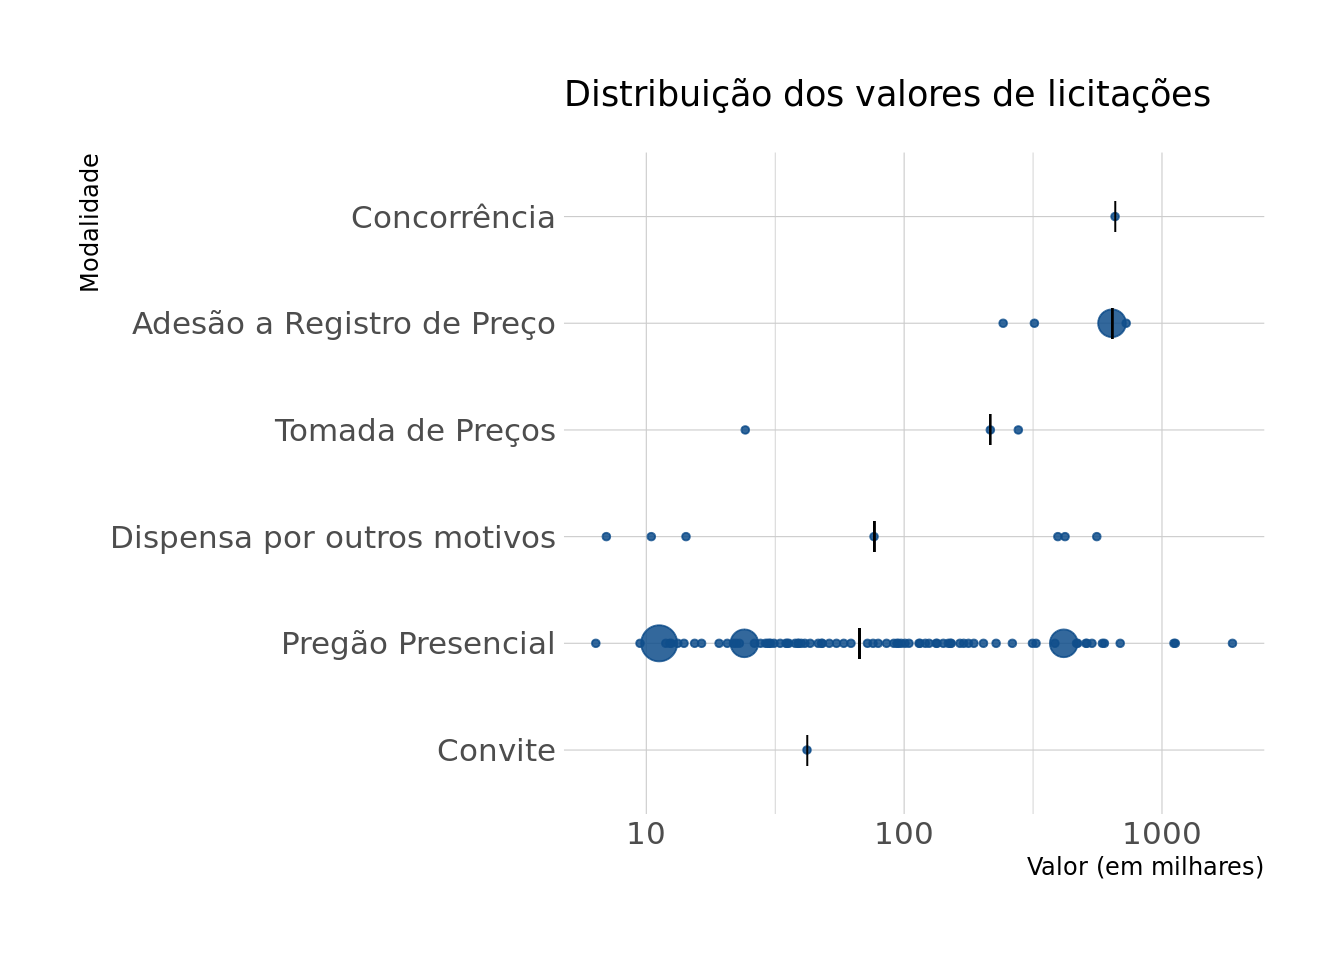 Distribuição dos valores de licitações
Modalidade
Concorrência
Adesão a Registro de Preço
Tomada de Preços
Dispensa por outros motivos
Pregão Presencial
Convite
10 100 1000
Valor (em milhares)